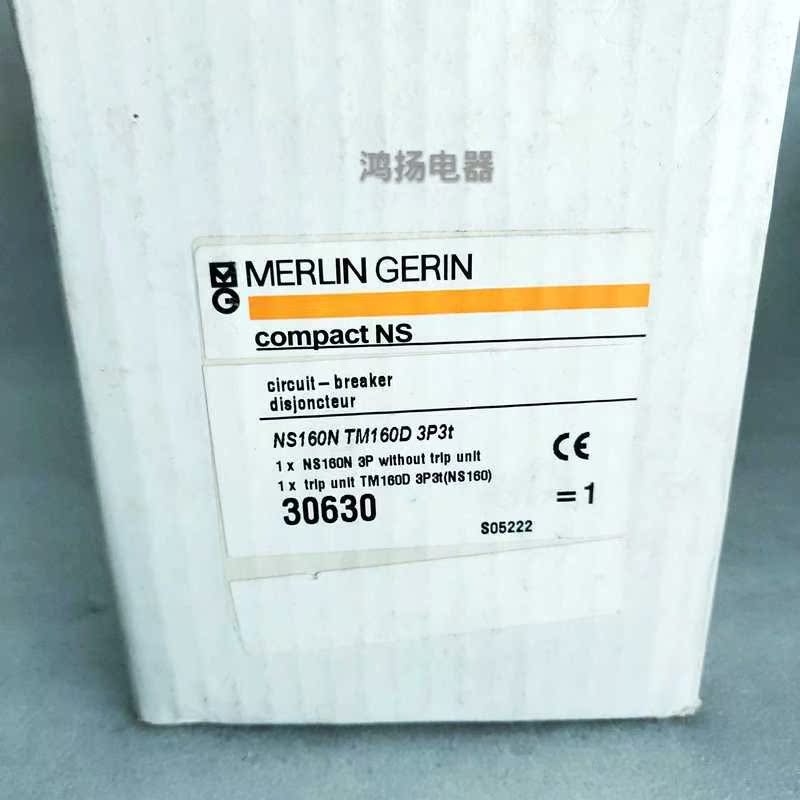 鸿扬电器
MERLIN GERIN
compact NS
circuit-breaker
disjoncteur
NS160N TM160D 3P3t
1 x NS160N 3P without trip unit
1 x trip unit TM160D 3P3t(NS160)
CE
30630
=1
S05222